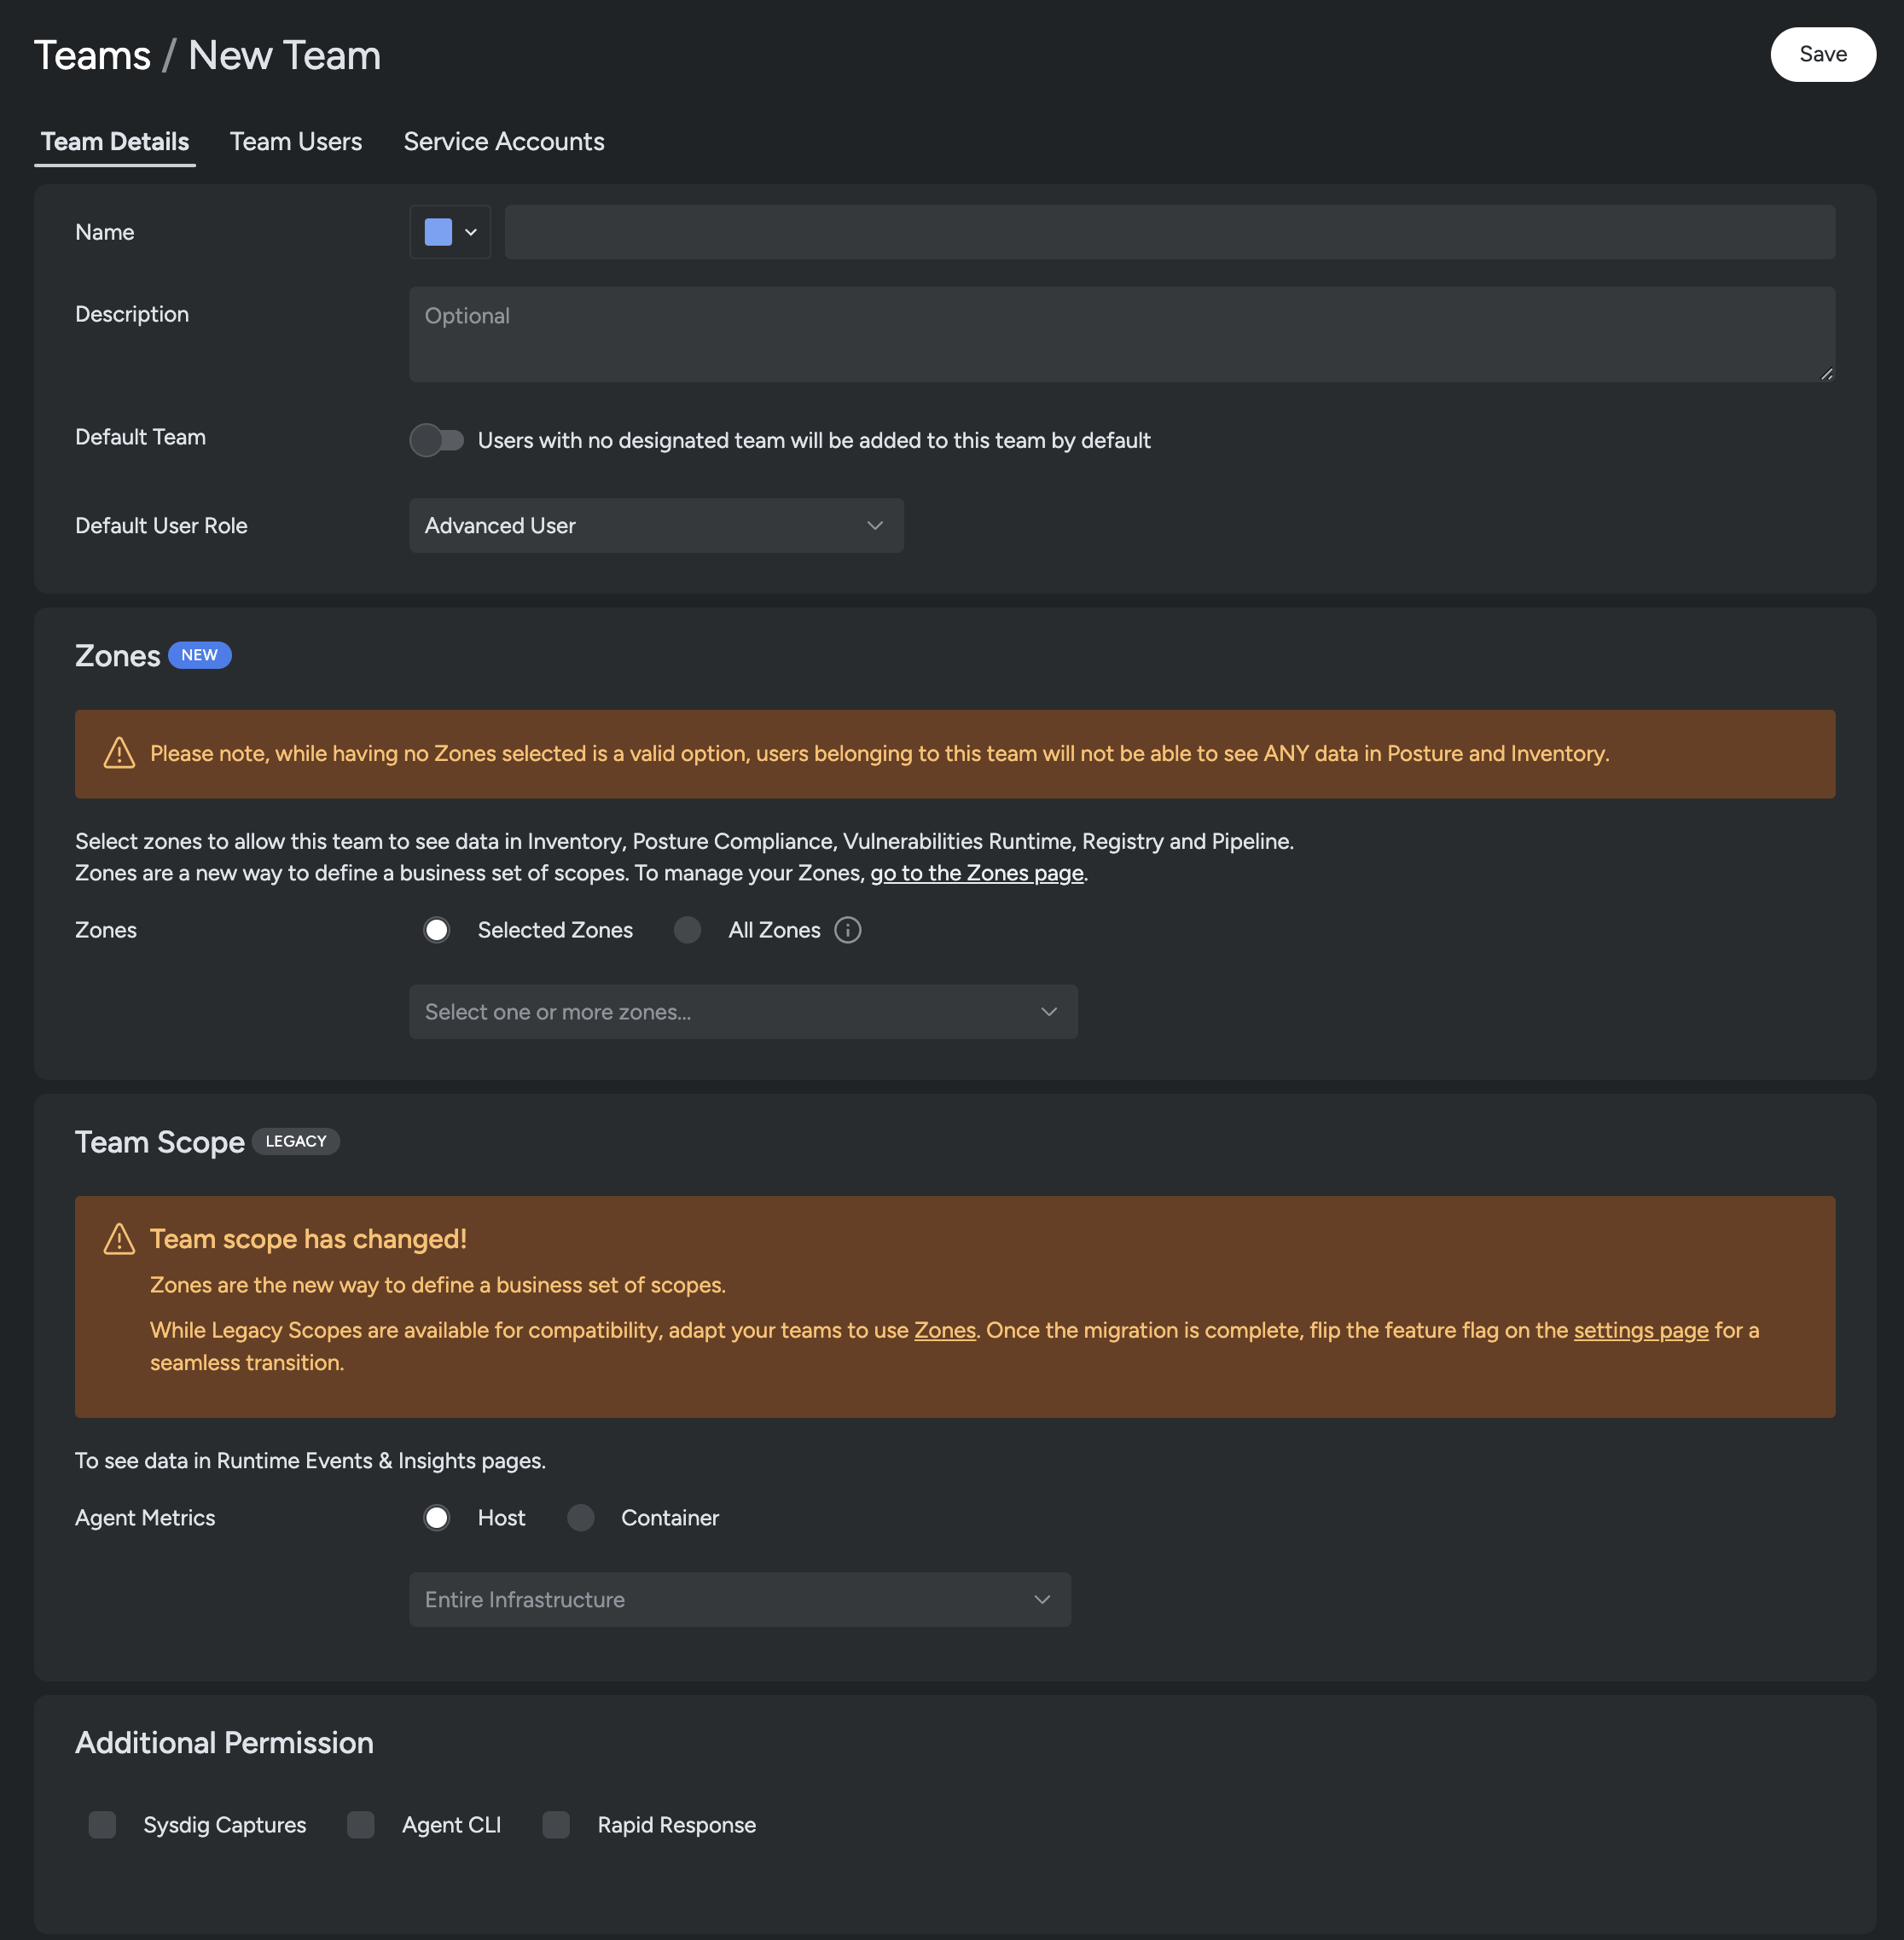 Teams / New Team
Save
Team Details
Team Users
Service Accounts
Name
Description
Optional
Default Team
Users with no designated team will be added to this team by default
Default User Role
Advanced User
Zones NEW
Please note, while having no Zones selected is a valid option, users belonging to this team will not be able to see ANY data in Posture and Inventory.
Select zones to allow this team to see data in Inventory, Posture Compliance, Vulnerabilities Runtime, Registry and Pipeline.
Zones are a new way to define a business set of scopes. To manage your Zones, go to the Zones page.
Zones
Selected Zones
All Zones
Select one or more zones...
Team Scope LEGACY
Team scope has changed!
Zones are the new way to define a business set of scopes.
While Legacy Scopes are available for compatibility, adapt your teams to use Zones. Once the migration is complete, flip the feature flag on the settings page for a
seamless transition.
To see data in Runtime Events & Insights pages.
Agent Metrics
Host
Container
Entire Infrastructure
Additional Permission
Sysdig Captures
Agent CLI
Rapid Response